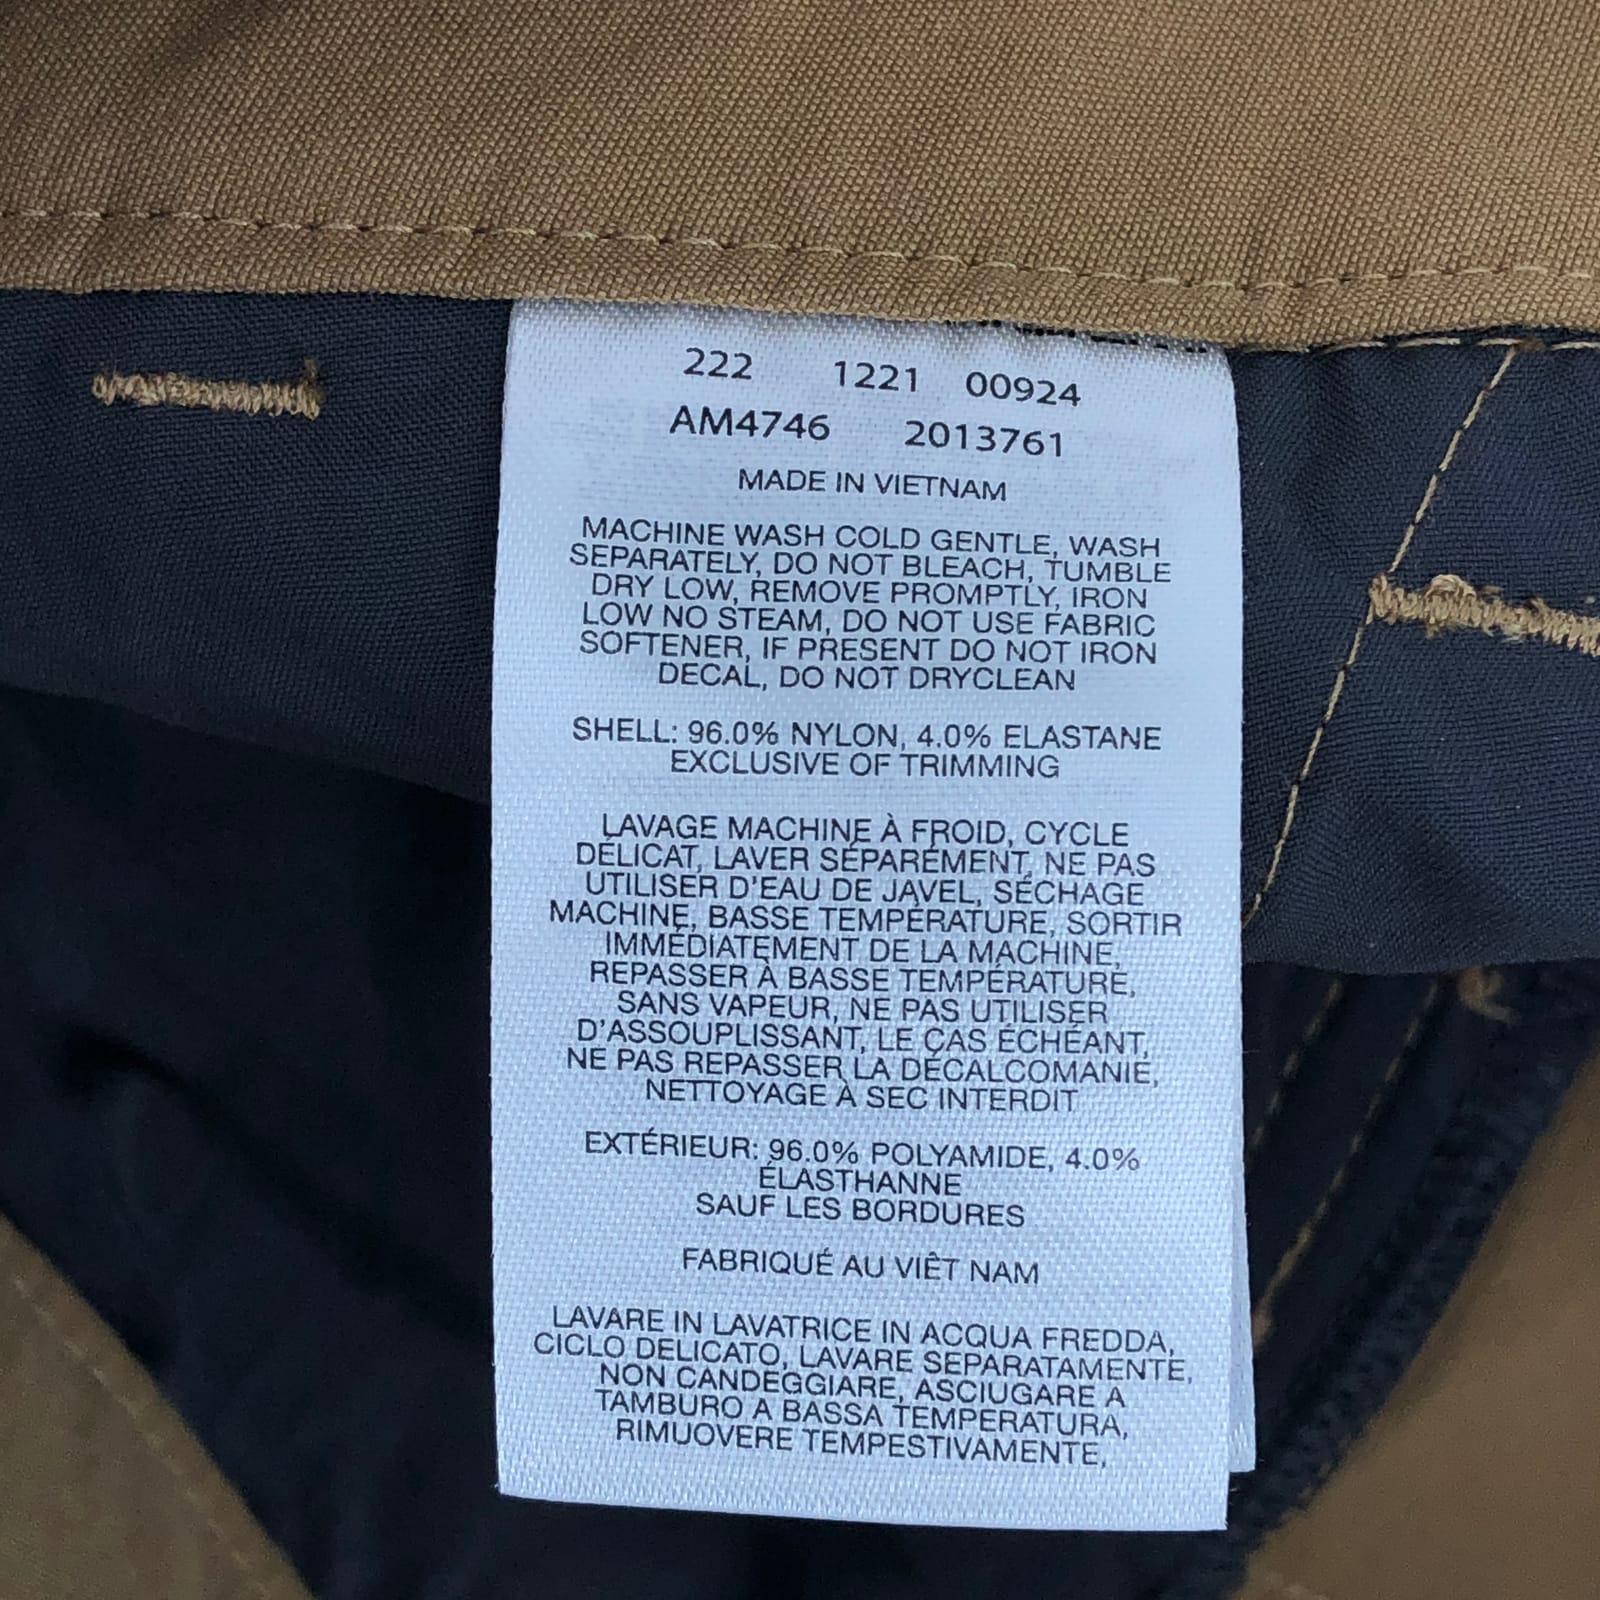 222 1221 00924
AM4746 2013761
MADE IN VIETNAM
MACHINE WASH COLD GENTLE, WASH
SEPARATELY, DO NOT BLEACH, TUMBLE
DRY LOW, REMOVE PROMPTLY, IRON
LOW NO STEAM, DO NOT USE FABRIC
SOFTENER, IF PRESENT DO NOT IRON
DECAL, DO NOT DRYCLEAN
SHELL: 96.0% NYLON, 4.0% ELASTANE
EXCLUSIVE OF TRIMMING
LAVAGE MACHINE À FROID, CYCLE
DÉLICAT, LAVER SÉPARÉMENT, NE PAS
UTILISER D'EAU DE JAVEL, SÉCHAGE
MACHINE, BASSE TEMPÉRATURE, SORTIR
IMMÉDIATEMENT DE LA MACHINE,
REPASSER À BASSE TEMPÉRATURE,
SANS VAPEUR, NE PAS UTILISER
D'ASSOUPLISSANT, LE CAS ÉCHÉANT,
NE PAS REPASSER LA DÉCALCOMANIE,
NETTOYAGE À SEC INTERDIT
EXTÉRIEUR: 96.0% POLYAMIDE, 4.0%
ÉLASTHANNE
SAUF LES BORDURES
FABRIQUÉ AU VIÊT NAM
LAVARE IN LAVATRICE IN ACQUA FREDDA,
CICLO DELICATO, LAVARE SEPARATAMENTE,
NON CANDEGGIARE, ASCIUGARE A
TAMBURO A BASSA TEMPERATURA,
RIMUOVERE TEMPESTIVAMENTE,